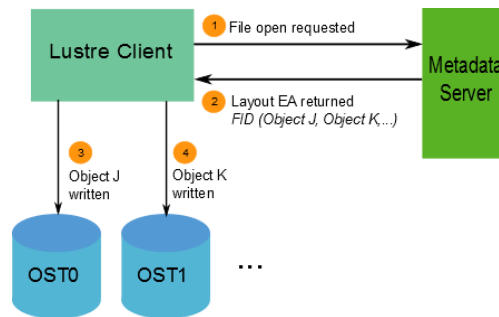 Lustre Client
1 File open requested
Metadata
Server
2 Layout EA returned
FID (Object J, Object K,...)
3
Object J
written
4
Object K
written
OST0
OST1
...